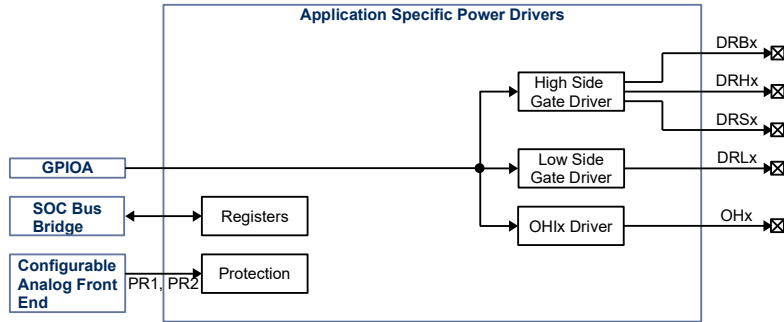 Application Specific Power Drivers
DRBx
High Side
Gate Driver
DRHx
DRSx
GPIOA
Low Side
Gate Driver
DRLx
SOC Bus
Bridge
Registers
OHIx Driver
OHx
Configurable
Analog Front
End
PR1, PR2
Protection